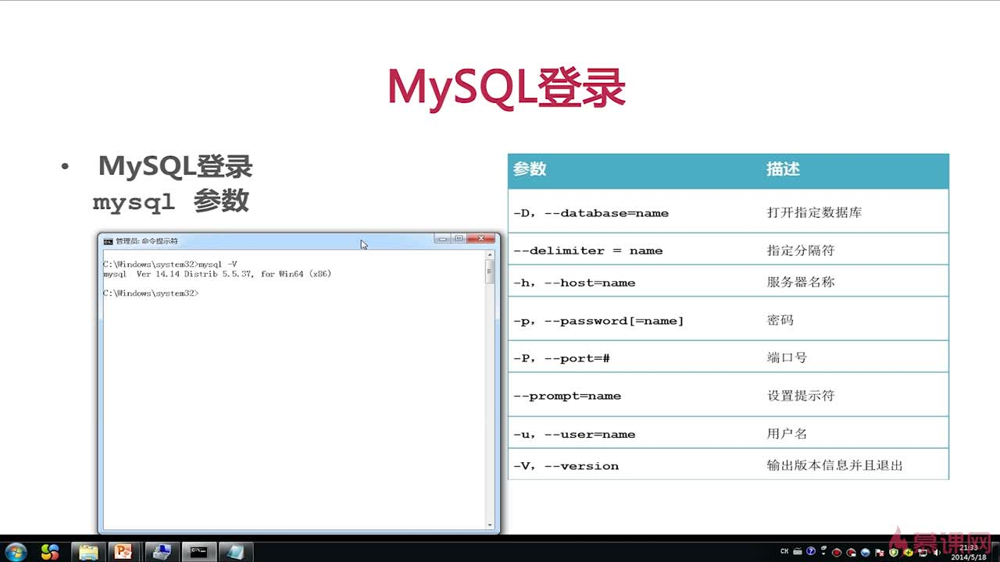 MySQL登录
• MySQL登录
mysql 参数
管理员: 命令提示符
C:\Windows\system32>mysql -V
mysql  Ver 14.14 Distrib 5.5.37, for Win64 (x86)
C:\Windows\system32>
参数 描述
-D，--database=name 打开指定数据库
--delimiter = name 指定分隔符
-h，--host=name 服务器名称
-p，--password[=name] 密码
-P，--port=# 端口号
--prompt=name 设置提示符
-u，--user=name 用户名
-V，--version 输出版本信息并且退出
慕课网
CH
21:33
2014/5/18